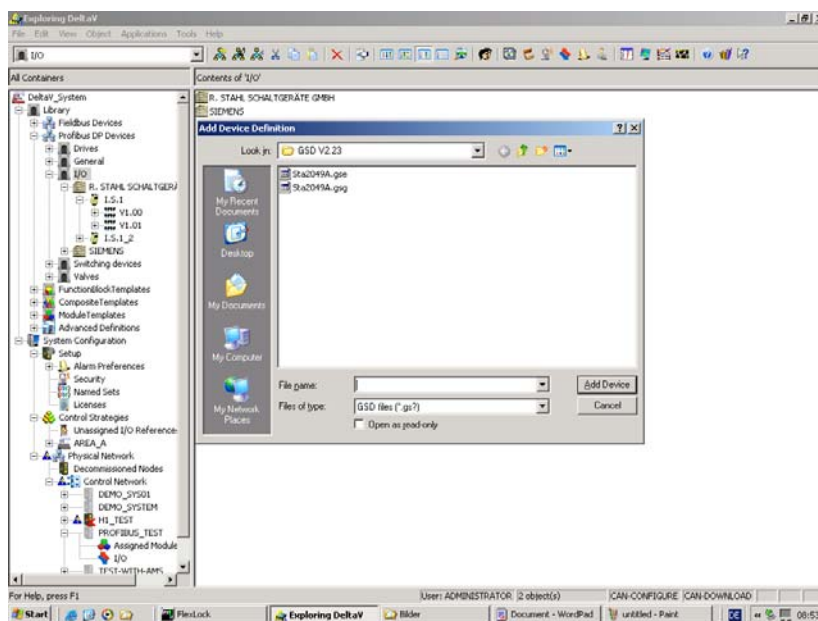 Exploring DeltaV
File Edit View Object Applications Tools Help
I/O
All Containers
Contents of 'I/O'
DeltaV_System
Library
Fieldbus Devices
Profibus DP Devices
Drives
General
I/O
R. STAHL SCHALTGERÄ
I.S.1
V1.00
V1.01
I.S.1_2
SIEMENS
Switching devices
Valves
FunctionBlockTemplates
CompositeTemplates
ModuleTemplates
Advanced Definitions
System Configuration
Setup
Alarm Preferences
Security
Named Sets
Licenses
Control Strategies
Unassigned I/O Reference
AREA_A
Physical Network
Decommissioned Nodes
Control Network
DEMO_SYS01
DEMO_SYSTEM
H1_TEST
PROFIBUS_TEST
Assigned Module
I/O
TEST-WITH-AMS
R. STAHL SCHALTGERÄTE GMBH
SIEMENS
Add Device Definition
Look in: GSD V2.23
My Recent Documents
Desktop
My Documents
My Computer
My Network Places
Sta2049A.gse
Sta2049A.gsg
File name:
Add Device
Files of type: GSD files (*.gs?)
Cancel
Open as read-only
For Help, press F1
User: ADMINISTRATOR 2 object(s) CAN-CONFIGURE CAN-DOWNLOAD
Start FlexLock Exploring DeltaV Bilder Document - WordPad untitled - Paint DE 08:53